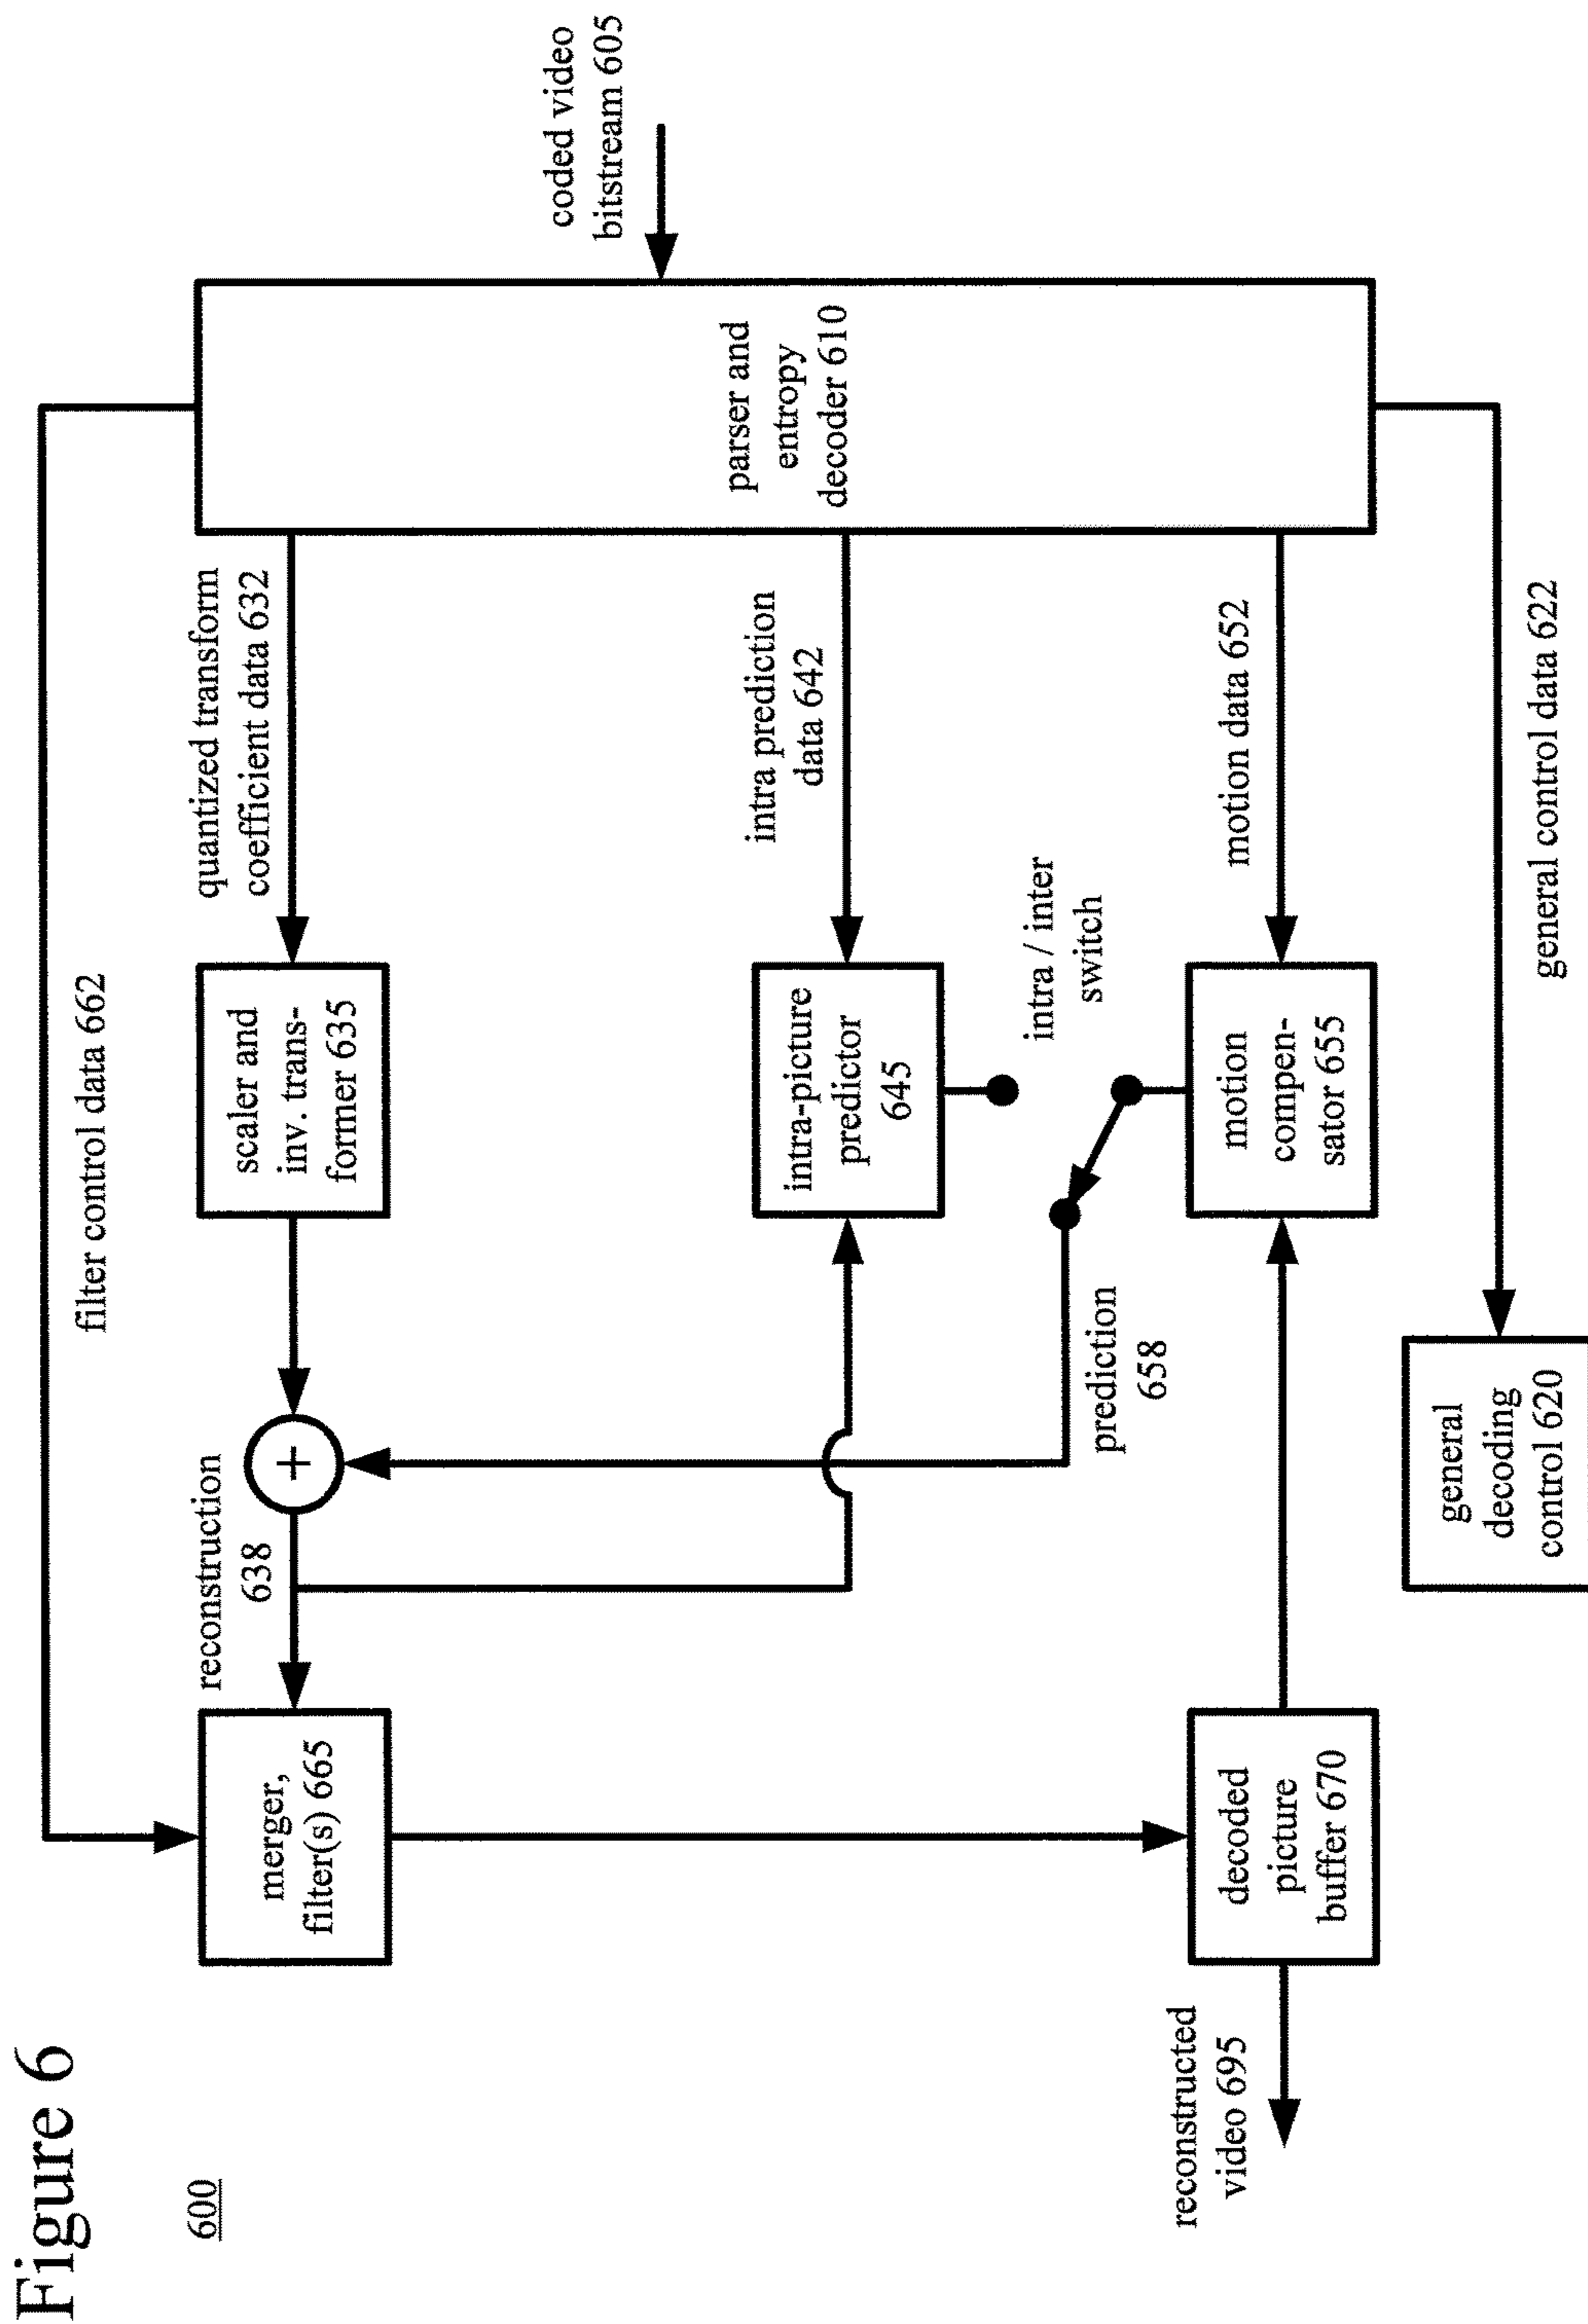 Figure 6
600
filter control data 662
quantized transform
coefficient data 632
scaler and
inv. trans-
former 635
reconstruction
638
merger,
filter(s) 665
coded video
bitstream 605
parser and
entropy
decoder 610
intra prediction
data 642
intra-picture
predictor
645
intra / inter
switch
+
prediction
658
motion data 652
motion
compen-
sator 655
decoded
picture
buffer 670
reconstructed
video 695
general control data 622
general
decoding
control 620